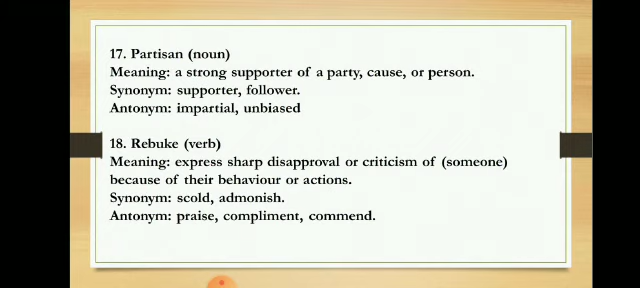 17. Partisan (noun)
Meaning: a strong supporter of a party, cause, or person.
Synonym: supporter, follower.
Antonym: impartial, unbiased
18. Rebuke (verb)
Meaning: express sharp disapproval or criticism of (someone)
because of their behaviour or actions.
Synonym: scold, admonish.
Antonym: praise, compliment, commend.